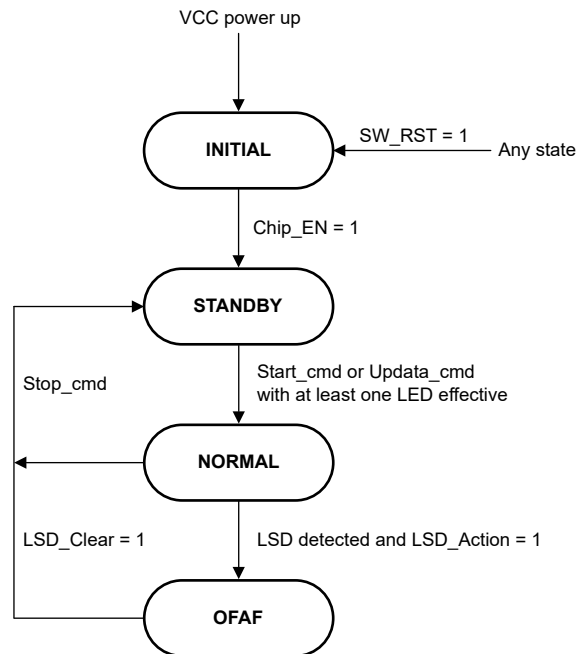 VCC power up
INITIAL
SW_RST = 1
Any state
Chip_EN = 1
STANDBY
Start_cmd or Updata_cmd
with at least one LED effective
Stop_cmd
NORMAL
LSD_Clear = 1
LSD detected and LSD_Action = 1
OFAF